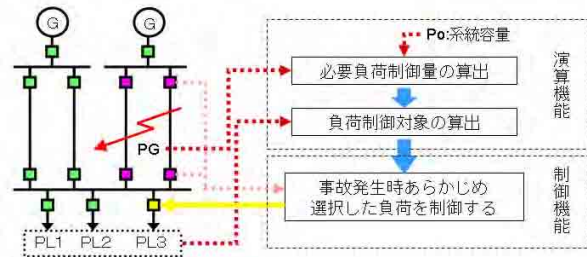 G
G
Po:系統容量
必要負荷制御量の算出
負荷制御対象の算出
演算機能
PG
事故発生時あらかじめ
選択した負荷を制御する
制御機能
PL1 PL2 PL3